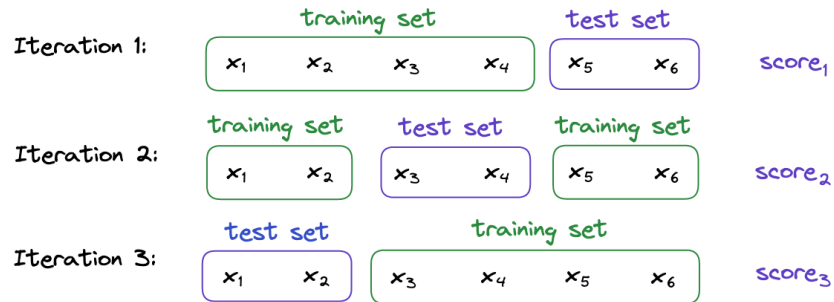 training set test set
Iteration 1: x₁ x₂ x₃ x₄ x₅ x₆ score₁
training set test set training set
Iteration 2: x₁ x₂ x₃ x₄ x₅ x₆ score₂
test set training set
Iteration 3: x₁ x₂ x₃ x₄ x₅ x₆ score₃